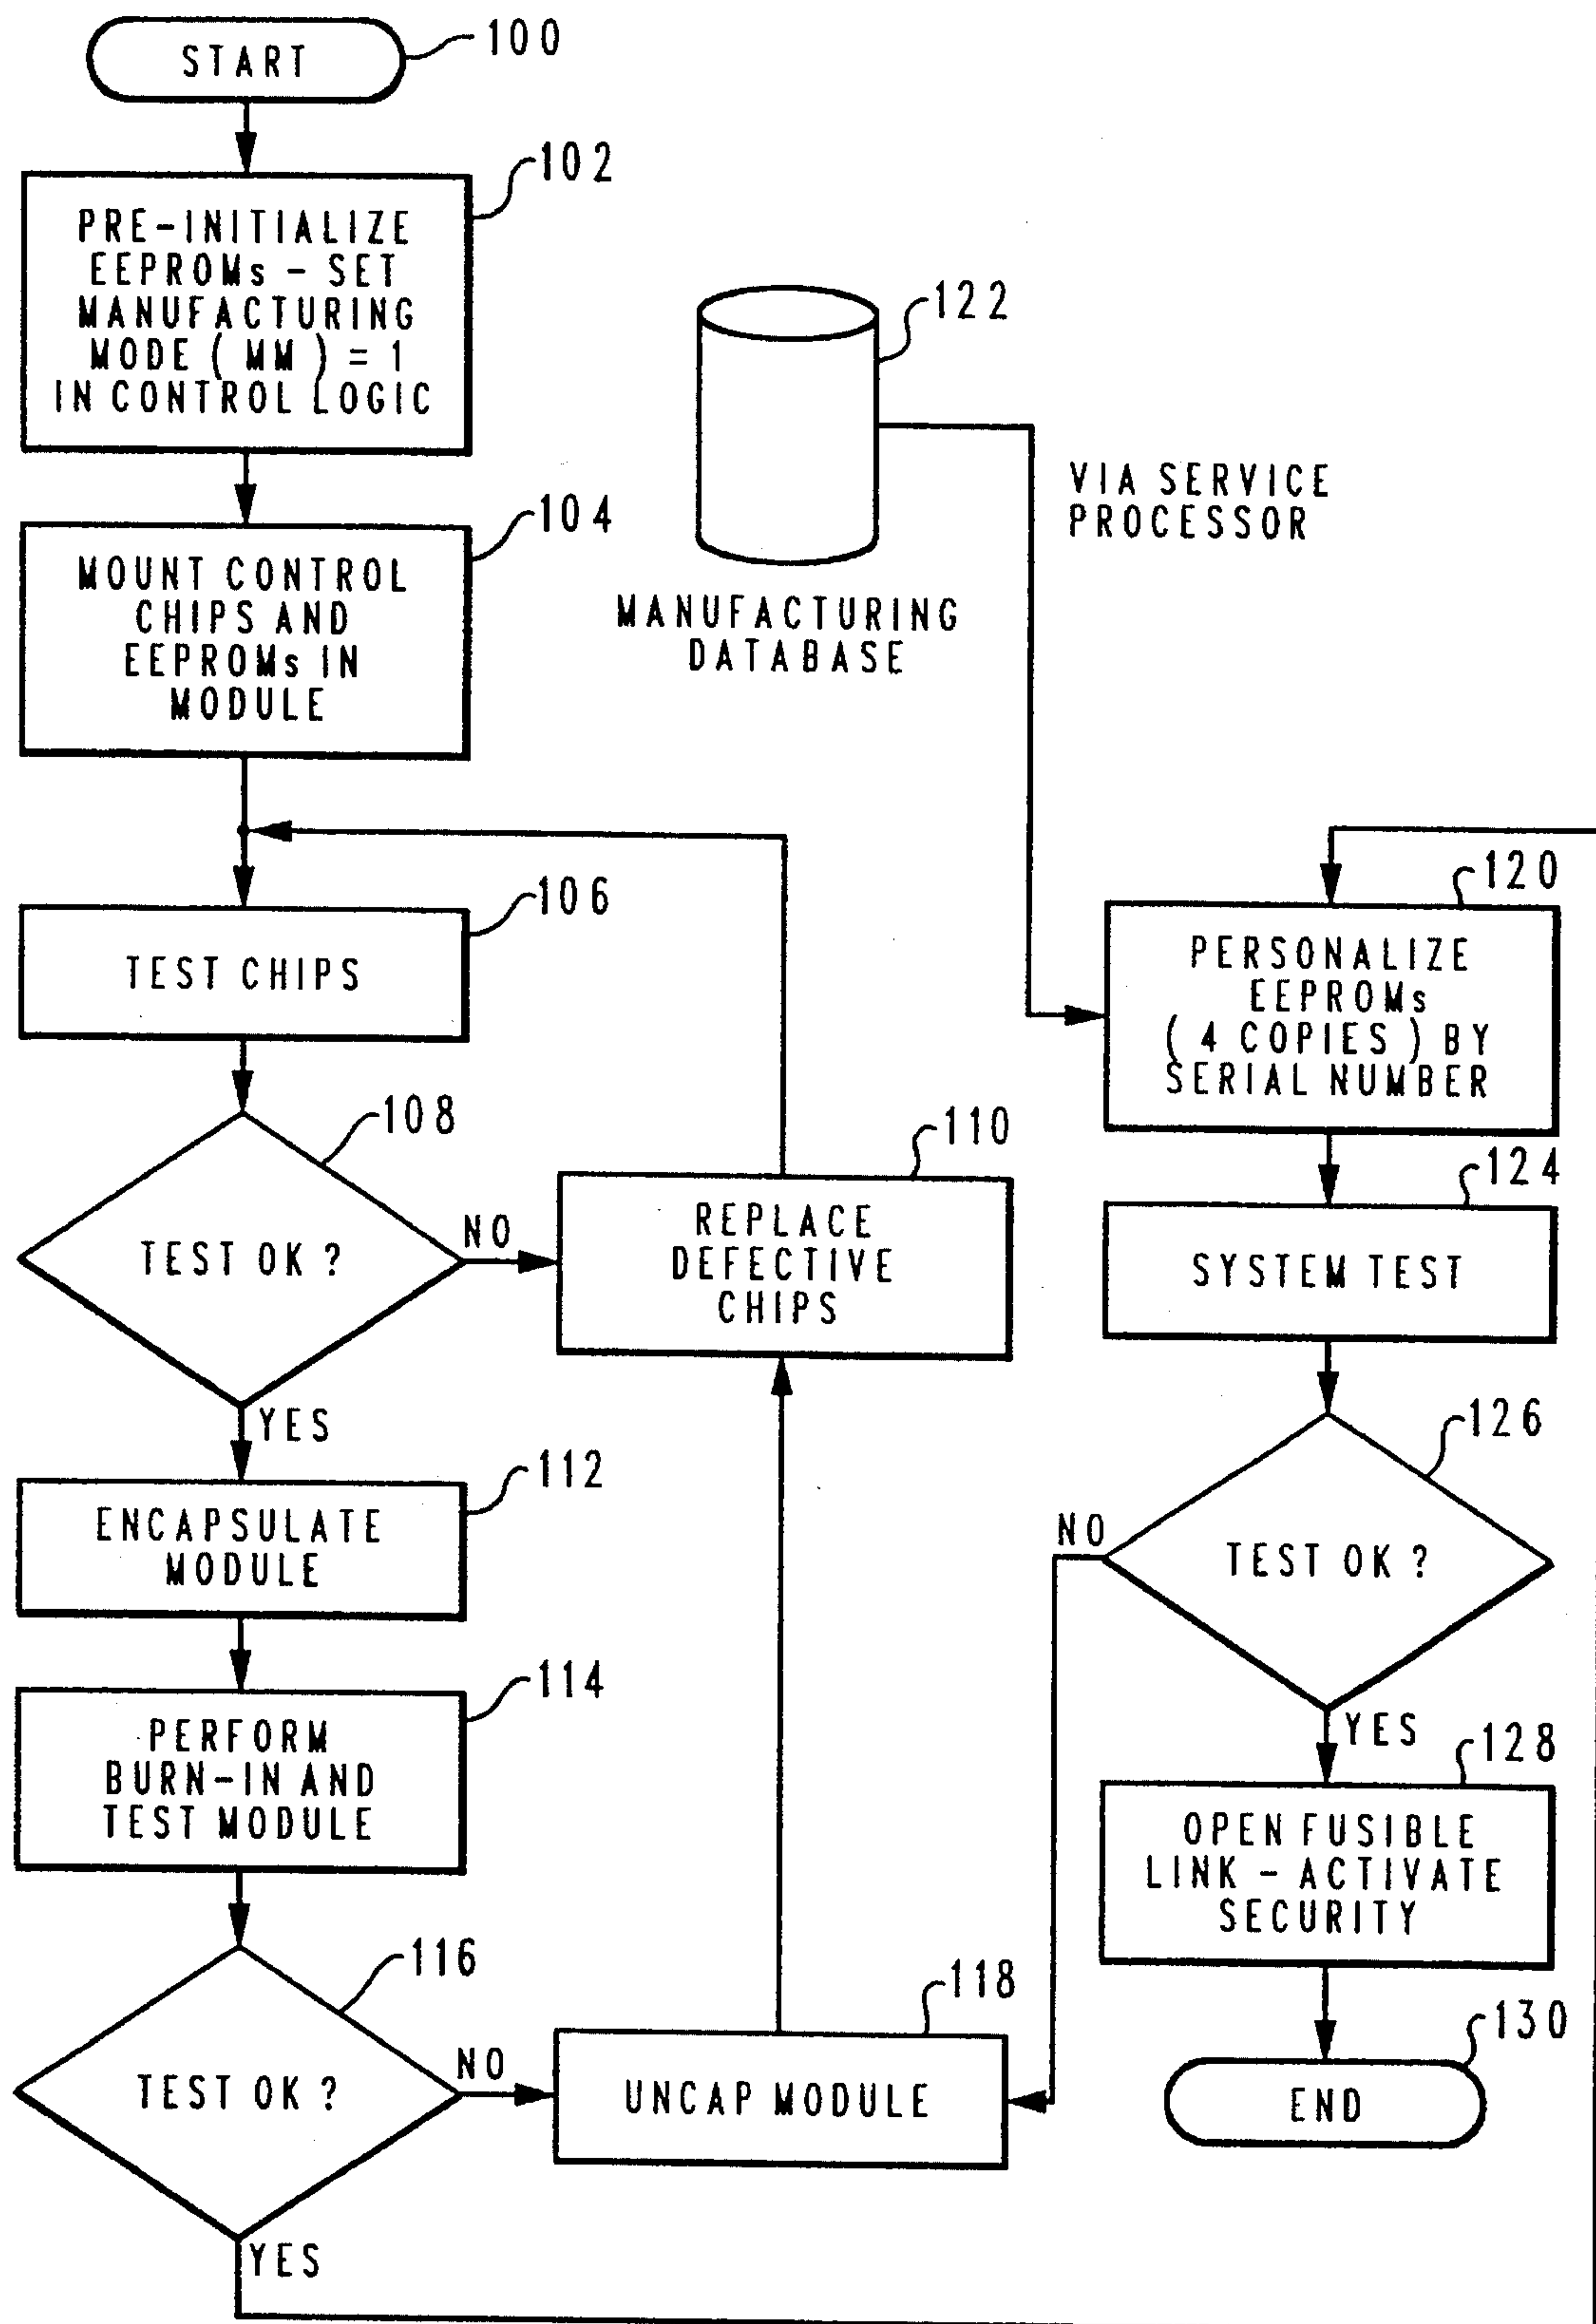 START
100
102
PRE-INITIALIZE
EEPROMs - SET
MANUFACTURING
MODE ( MM ) = 1
IN CONTROL LOGIC
104
MOUNT CONTROL
CHIPS AND
EEPROMs IN
MODULE
106
TEST CHIPS
108
TEST OK ?
NO
YES
110
REPLACE
DEFECTIVE
CHIPS
112
ENCAPSULATE
MODULE
114
PERFORM
BURN-IN AND
TEST MODULE
116
TEST OK ?
NO
YES
118
UNCAP MODULE
122
MANUFACTURING
DATABASE
VIA SERVICE
PROCESSOR
120
PERSONALIZE
EEPROMs
( 4 COPIES ) BY
SERIAL NUMBER
124
SYSTEM TEST
126
TEST OK ?
NO
YES
128
OPEN FUSIBLE
LINK - ACTIVATE
SECURITY
130
END